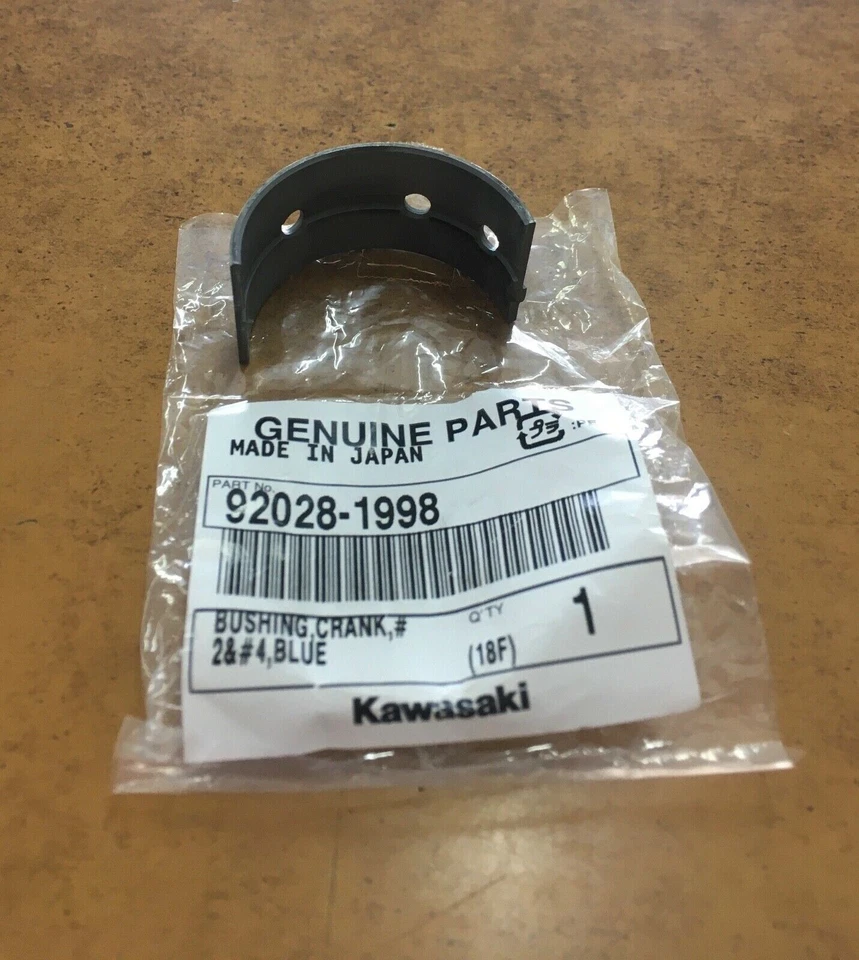 GENUINE PARTS
MADE IN JAPAN
PART No.
92028-1998
BUSHING,CRANK,#
2&#4,BLUE
Q'TY
1
(18F)
Kawasaki